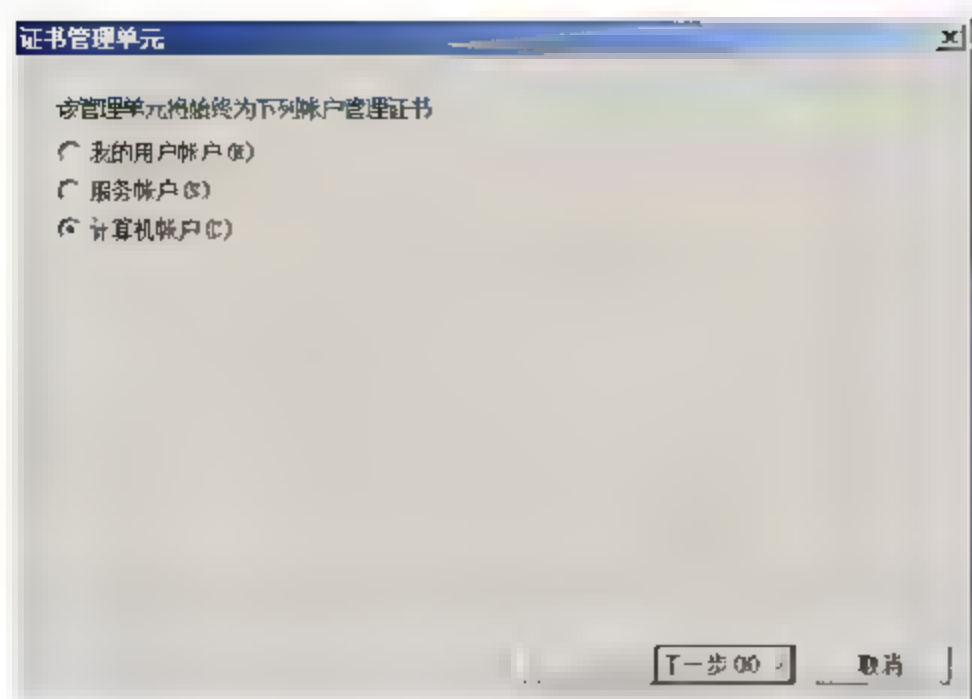 证书管理单元
该管理单元将始终为下列帐户管理证书
我的用户帐户(M)
服务帐户(S)
计算机帐户(C)
下一步(N) >
取消